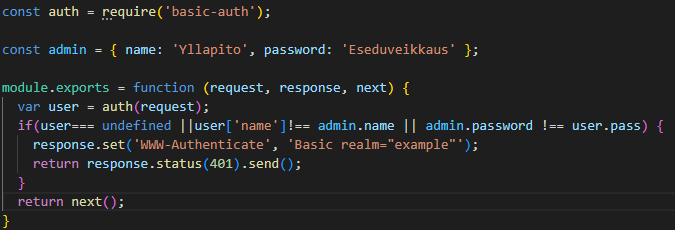 const auth = require('basic-auth');
const admin = { name: 'Yllapito', password: 'Eseduveikkaus' };
module.exports = function (request, response, next) {
var user = auth(request);
if(user=== undefined ||user['name']!== admin.name || admin.password !== user.pass) {
response.set('WWW-Authenticate', 'Basic realm="example"');
return response.status(401).send();
}
return next();
}